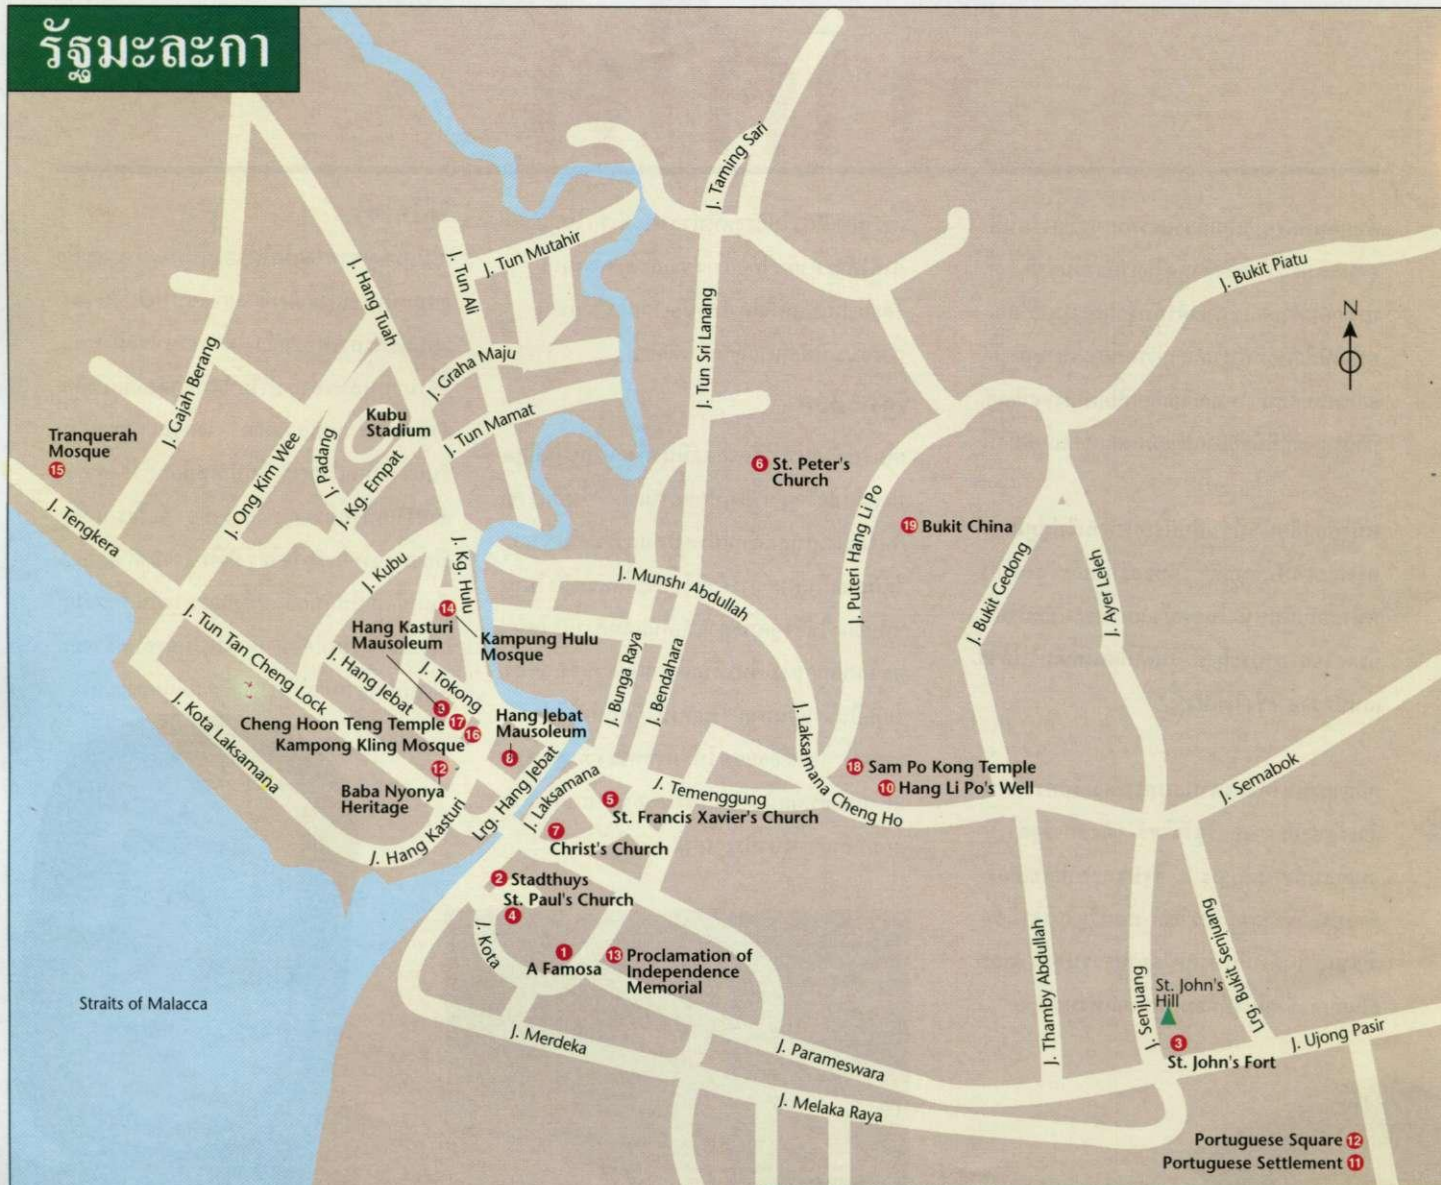 รัฐมะละกา
J. Taming Sari
J. Tun Mutahir
J. Tun Ali
J. Hang Tuah
J. Bukit Piatu
N
J. Tun Sri Lanang
J. Graha Maju
J. Gajah Berang
Kubu
Stadium
J. Tun Mamat
Tranquerah
Mosque
15
J. Padang
J. Kg. Empat
J. Ong Kim Wee
6 St. Peter's
Church
J. Tengkera
19 Bukit China
J. Puteri Hang Li Po
J. Kubu
J. Kg. Hulu
J. Munshi Abdullah
J. Bukit Gedong
J. Ayer Leleh
14
Kampung Hulu
Mosque
Hang Kasturi
Mausoleum
J. Tun Tan Cheng Lock
J. Hang Jebat
J. Tokong
J. Bunga Raya
J. Bendahara
J. Kota Laksamana
9
Cheng Hoon Teng Temple 17
Kampong Kling Mosque 16
Hang Jebat
Mausoleum
8
J. Laksamana Cheng Ho
12
Baba Nyonya
Heritage
Lrg. Hang Jebat
J. Laksamana
J. Temenggung
18 Sam Po Kong Temple
10 Hang Li Po's Well
J. Semabok
5
St. Francis Xavier's Church
J. Hang Kasturi
7
Christ's Church
2 Stadthuys
St. Paul's Church
4
J. Kota
1
A Famosa
13 Proclamation of
Independence
Memorial
J. Thamby Abdullah
J. Senjuang
Lrg. Bukit Senjuang
St. John's
Hill
3
St. John's Fort
J. Ujong Pasir
Straits of Malacca
J. Merdeka
J. Parameswara
J. Melaka Raya
Portuguese Square 12
Portuguese Settlement 11